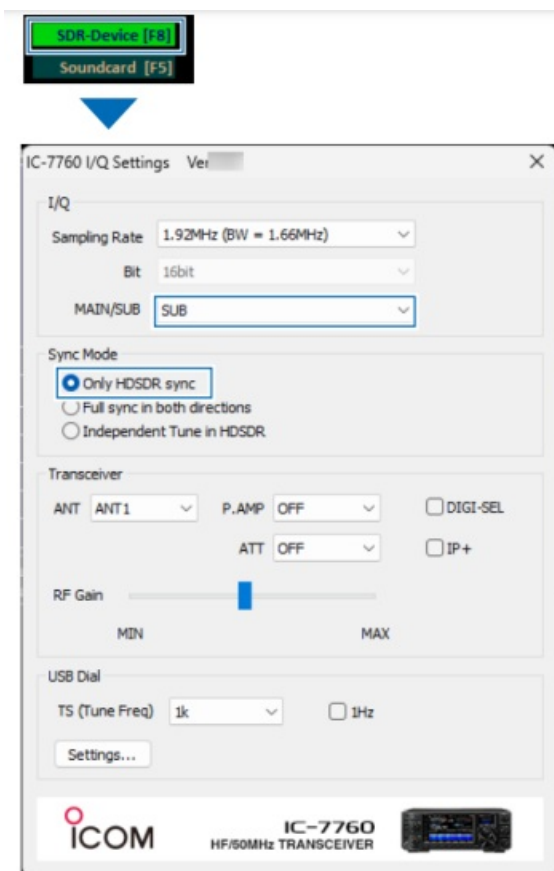 SDR-Device [F8]
Soundcard [F5]
IC-7760 I/Q Settings Ver
I/Q
Sampling Rate 1.92MHz (BW = 1.66MHz)
Bit 16bit
MAIN/SUB SUB
Sync Mode
Only HDSDR sync
Full sync in both directions
Independent Tune in HDSDR
Transceiver
ANT ANT1 P.AMP OFF DIGI-SEL
ATT OFF IP+
RF Gain
MIN MAX
USB Dial
TS (Tune Freq) 1k 1Hz
Settings...
ICOM IC-7760
HF/50MHz TRANSCEIVER